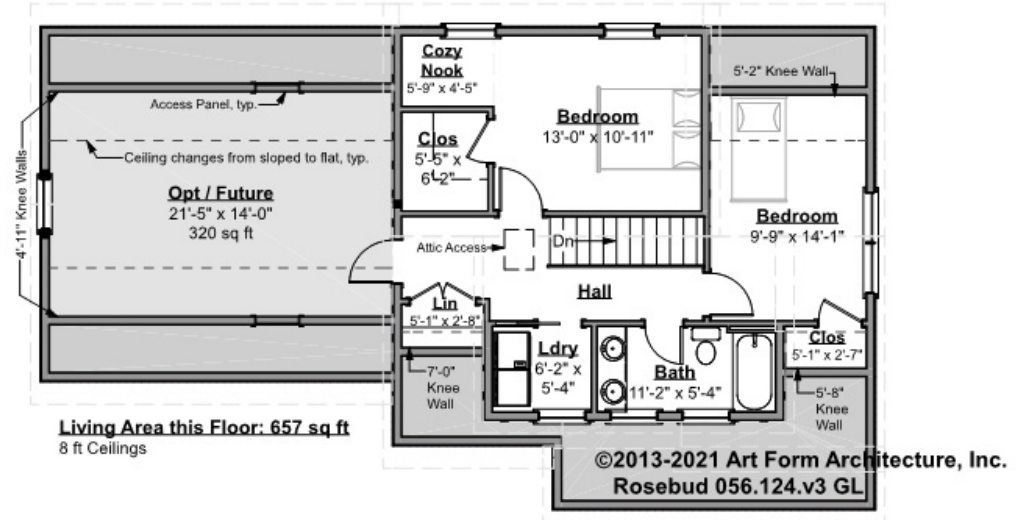 Cozy
Nook
5'-9" x 4'-5"
5'-2" Knee Wall
Access Panel, typ.
Bedroom
13'-0" x 10'-11"
Clos
5'-5" x
6'-2"
Ceiling changes from sloped to flat, typ.
4'-11" Knee Walls
Opt / Future
21'-5" x 14'-0"
320 sq ft
Bedroom
9'-9" x 14'-1"
Attic Access
Dn
Hall
Lin
5'-1" x 2'-8"
Ldry
6'-2" x
5'-4"
Bath
11'-2" x 5'-4"
Clos
5'-1" x 2'-7"
7'-0"
Knee
Wall
5'-8"
Knee
Wall
Living Area this Floor: 657 sq ft
8 ft Ceilings
©2013-2021 Art Form Architecture, Inc.
Rosebud 056.124.v3 GL